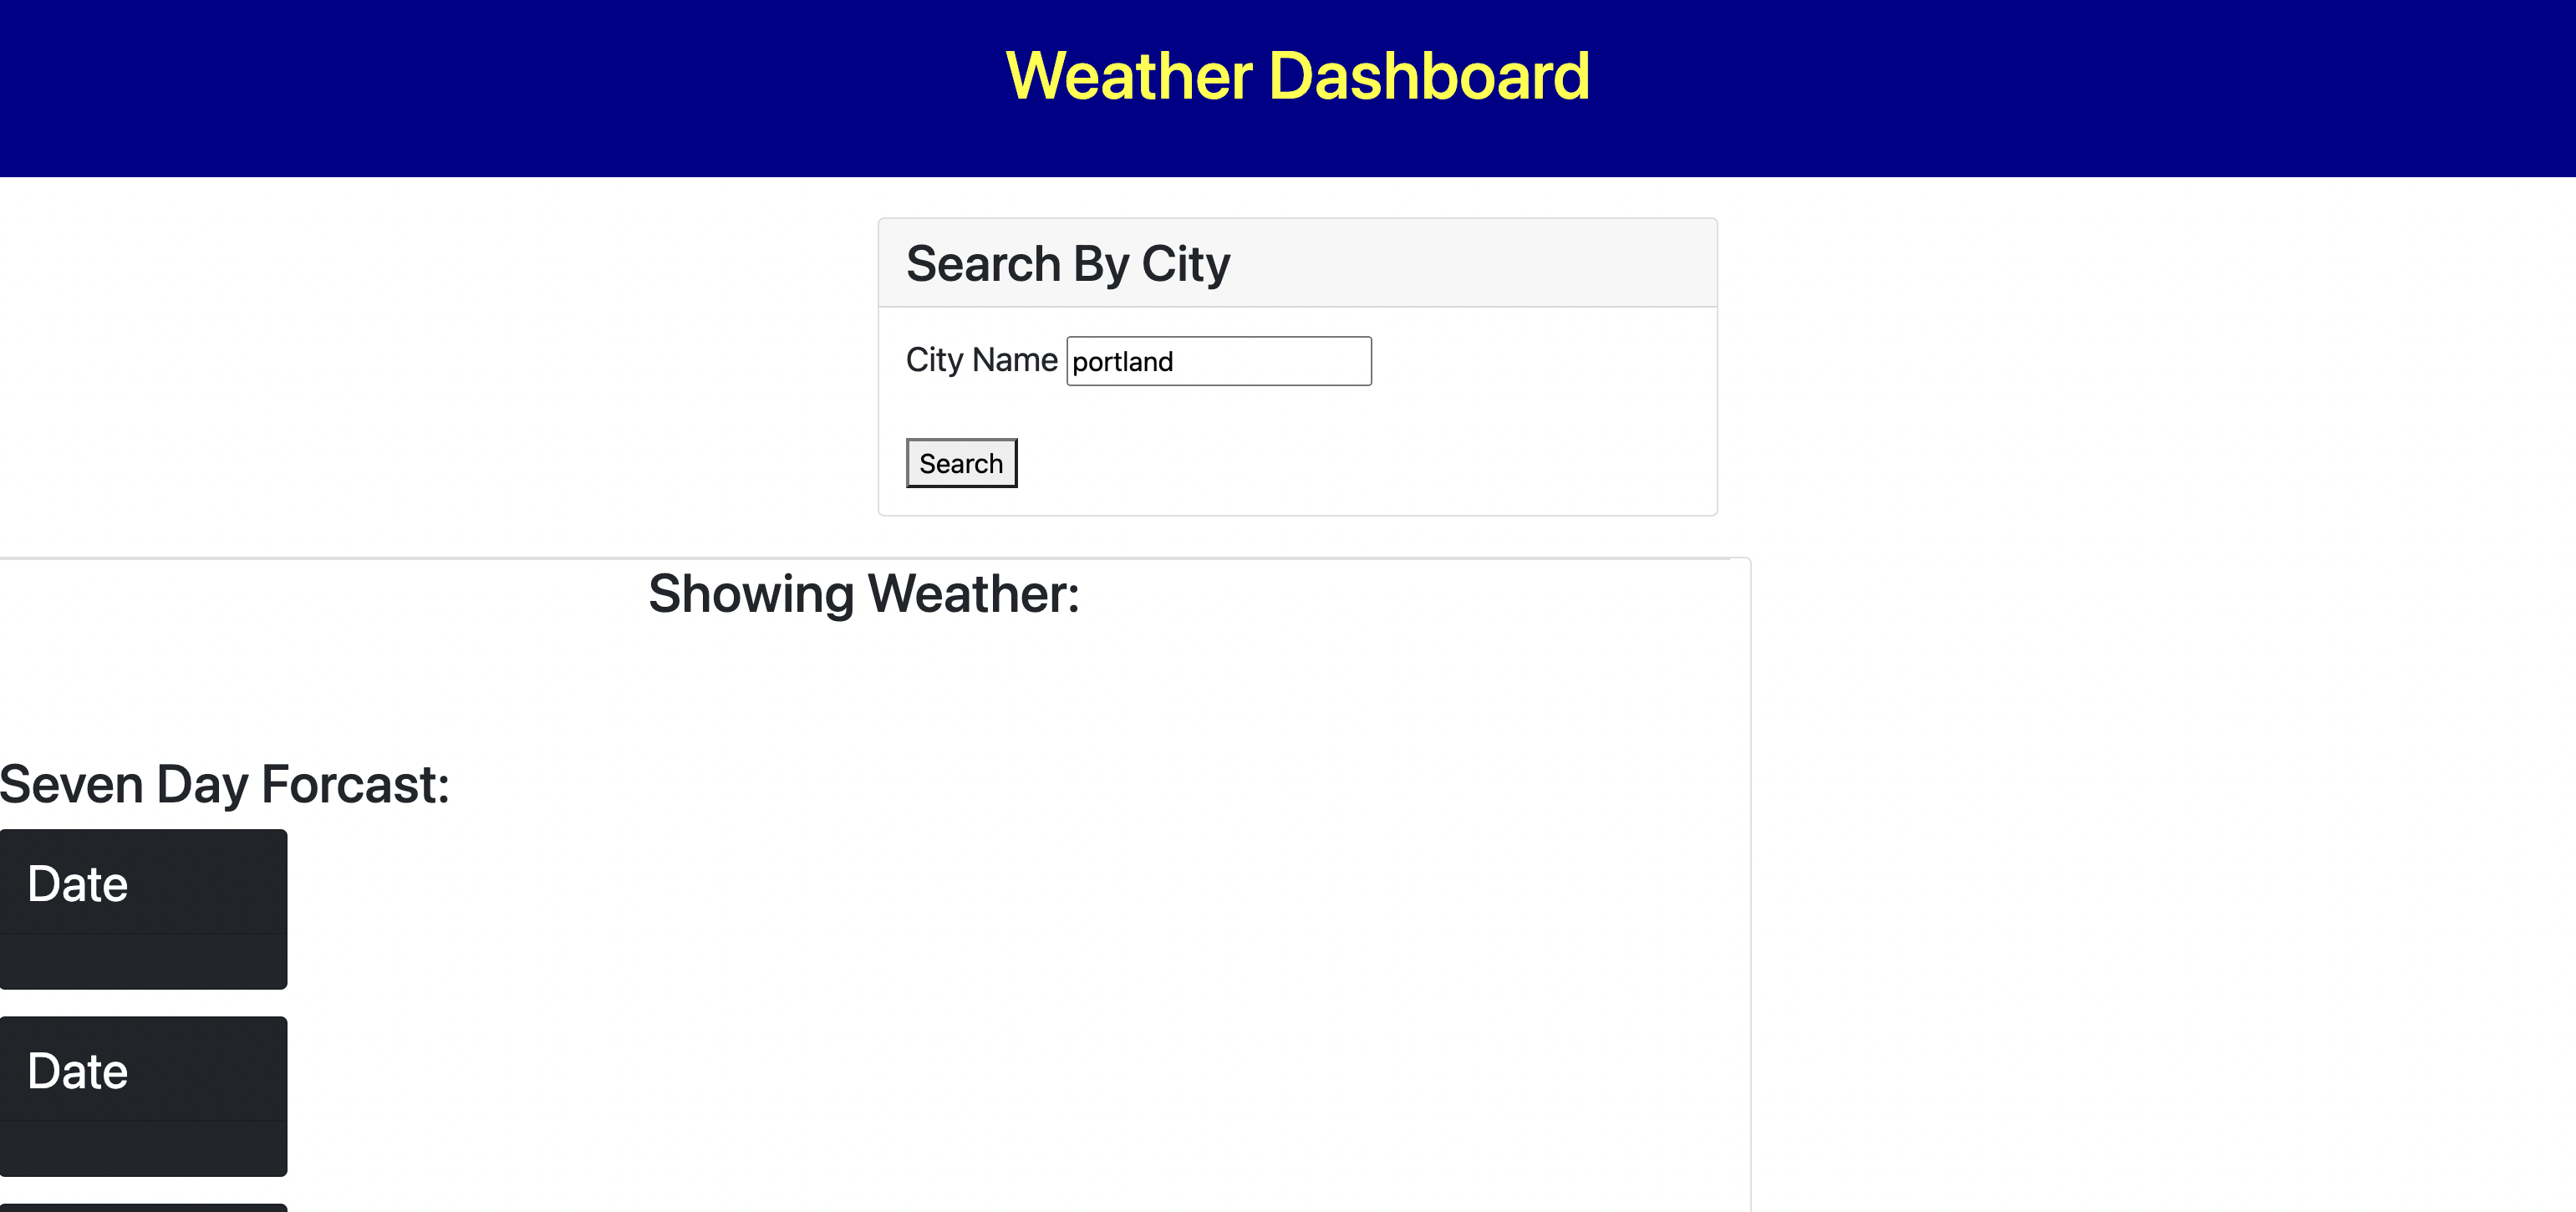 Weather Dashboard
Search By City
City Name portland
Search
Showing Weather:
Seven Day Forcast:
Date
Date